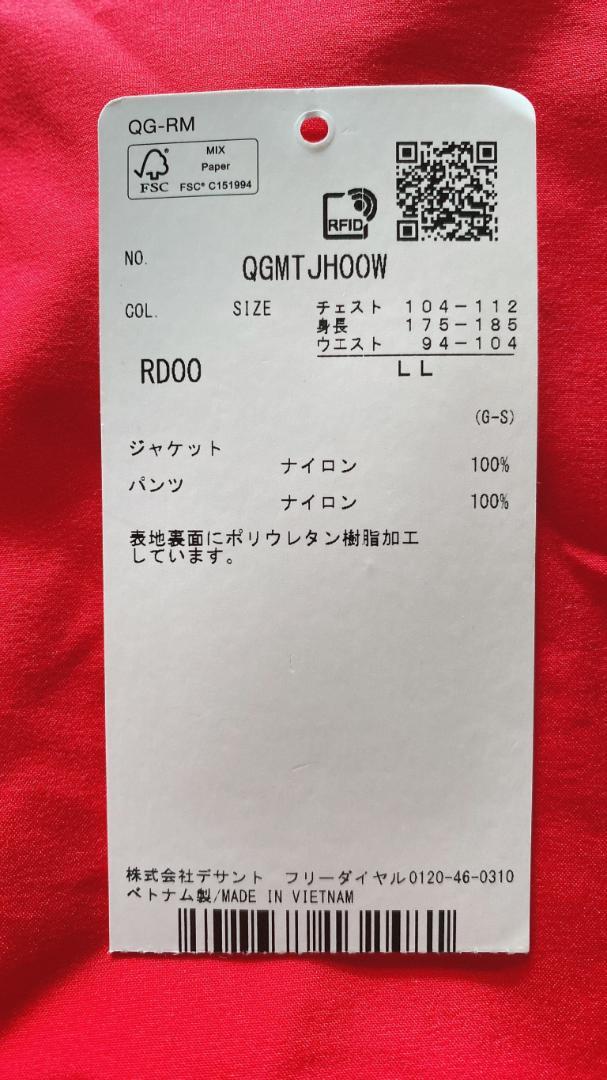 QG-RM
MIX
Paper
FSC FSC® C151994
RFID
NO. QGMTJH00W
COL. SIZE チェスト 104-112
身長 175-185
ウエスト 94-104
RD00 LL
(G-S)
ジャケット
ナイロン 100%
パンツ
ナイロン 100%
表地裏面にポリウレタン樹脂加工
しています。
株式会社デサント フリーダイヤル0120-46-0310
ベトナム製/MADE IN VIETNAM